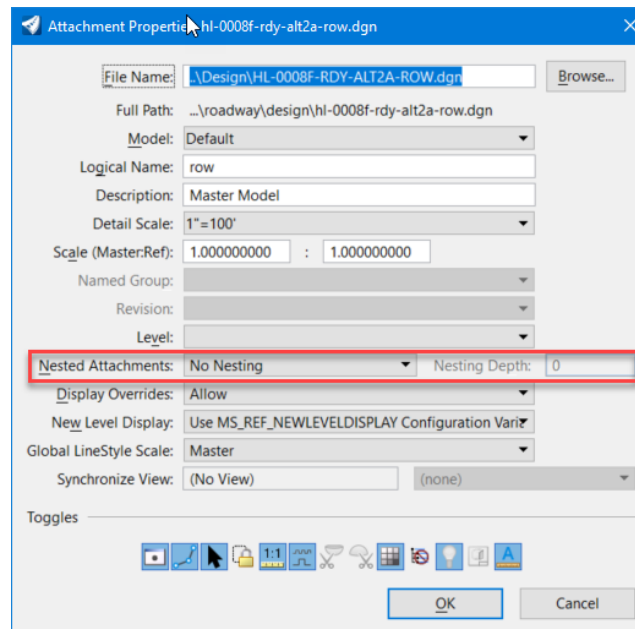 Attachment Properti hl-0008f-rdy-alt2a-row.dgn
File Name: ..\Design\HL-0008F-RDY-ALT2A-ROW.dgn Browse...
Full Path: ...\roadway\design\hl-0008f-rdy-alt2a-row.dgn
Model: Default
Logical Name: row
Description: Master Model
Detail Scale: 1"=100'
Scale (Master:Ref): 1.000000000 : 1.000000000
Named Group:
Revision:
Level:
Nested Attachments: No Nesting Nesting Depth: 0
Display Overrides: Allow
New Level Display: Use MS_REF_NEWLEVELDISPLAY Configuration Varia
Global LineStyle Scale: Master
Synchronize View: (No View) (none)
Toggles
1:1
A
OK Cancel